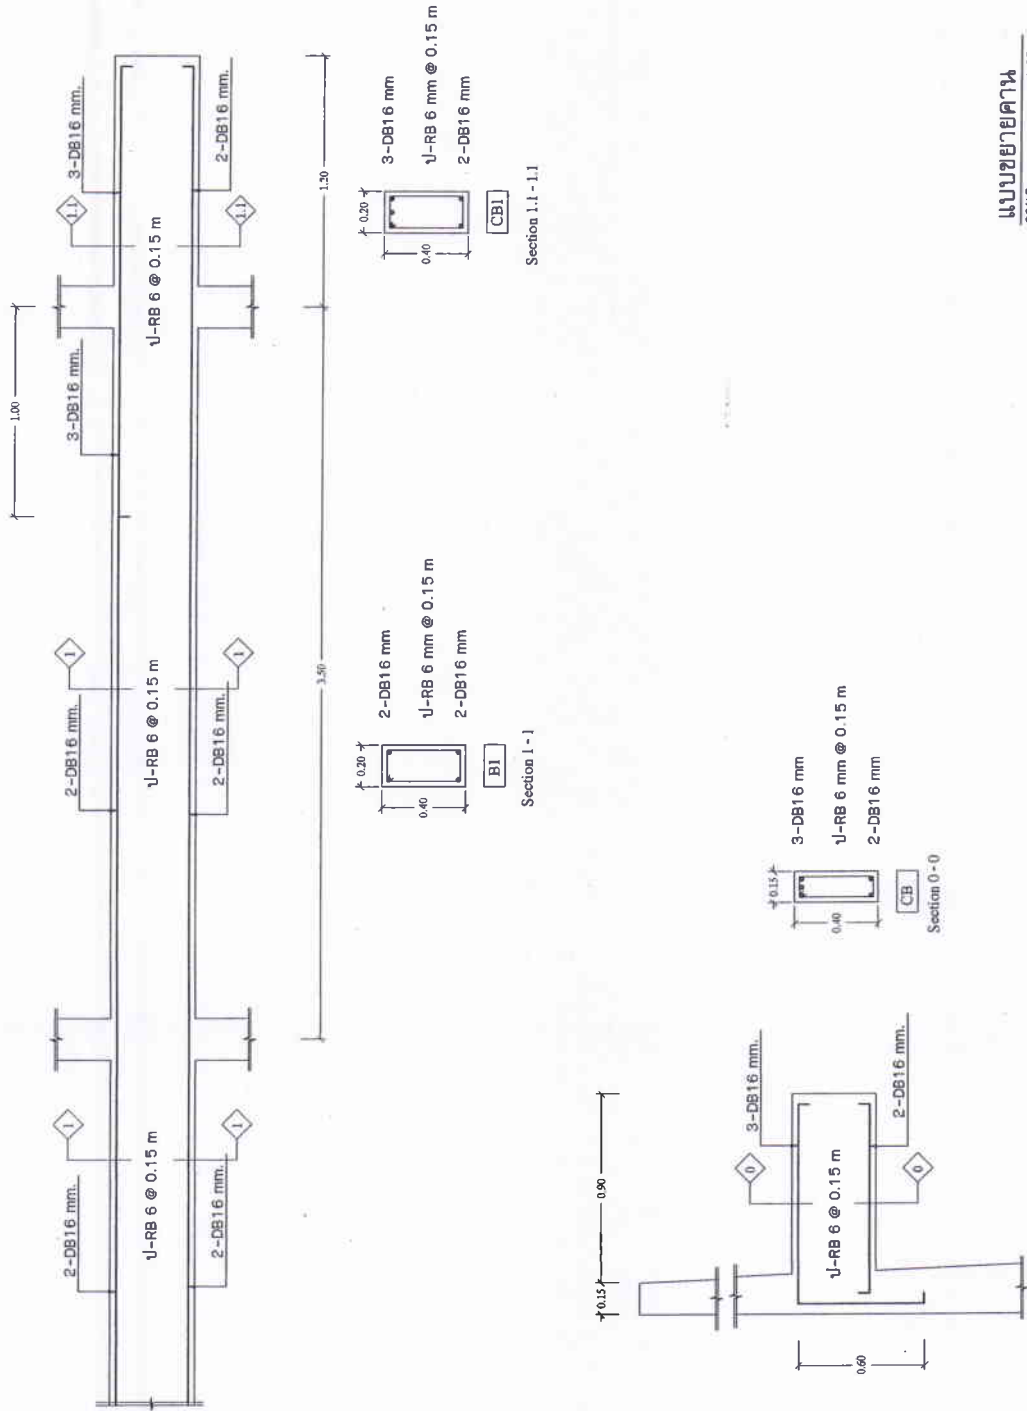 1.00
3-DB16 mm.
3-DB16 mm.
2-DB16 mm.
2-DB16 mm.
1
1
1.1
ป-RB 6 @ 0.15 m
ป-RB 6 @ 0.15 m
ป-RB 6 @ 0.15 m
1
1
1.1
2-DB16 mm.
2-DB16 mm.
2-DB16 mm.
3.50
1.20
0.20
0.40
2-DB16 mm
ป-RB 6 mm @ 0.15 m
2-DB16 mm
B1
Section 1 - 1
0.20
0.40
3-DB16 mm
ป-RB 6 mm @ 0.15 m
2-DB16 mm
CB1
Section 1.1 - 1.1
0.15
0.90
3-DB16 mm.
0
ป-RB 6 @ 0.15 m
0
2-DB16 mm.
0.60
0.15
0.40
3-DB16 mm
ป-RB 6 mm @ 0.15 m
2-DB16 mm
CB
Section 0 - 0
แบบขยายคาน